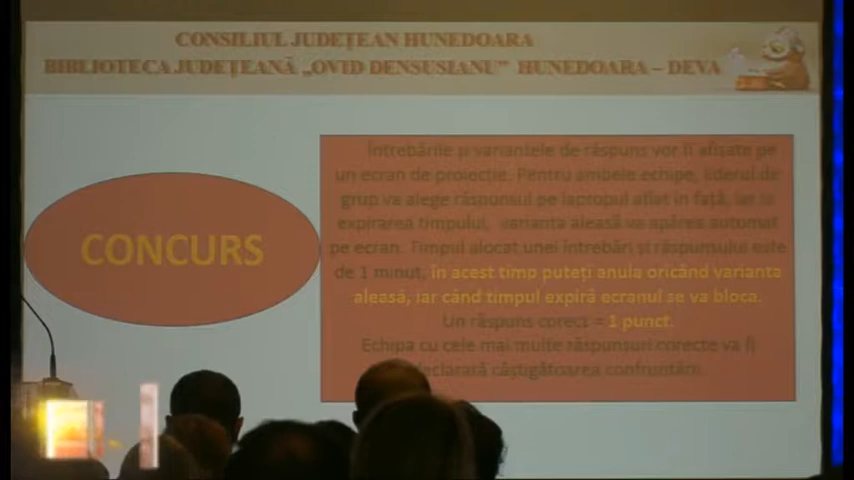 CONSILIUL JUDEŢEAN HUNEDOARA
BIBLIOTECA JUDEŢEANĂ „OVID DENSUSIANU” HUNEDOARA – DEVA
CONCURS
Întrebările și variantele de răspuns vor fi afișate pe
un ecran de proiecție. Pentru ambele echipe, liderul de
grup va alege răspunsul pe laptopul aflat în față, iar la
expirarea timpului, varianta aleasă va apărea automat
pe ecran. Timpul alocat unei întrebări și răspunsului este
de 1 minut, în acest timp puteți anula oricând varianta
aleasă, iar când timpul expiră ecranul se va bloca.
Un răspuns corect = 1 punct.
Echipa cu cele mai multe răspunsuri corecte va fi
declarată câștigătoarea confruntării.